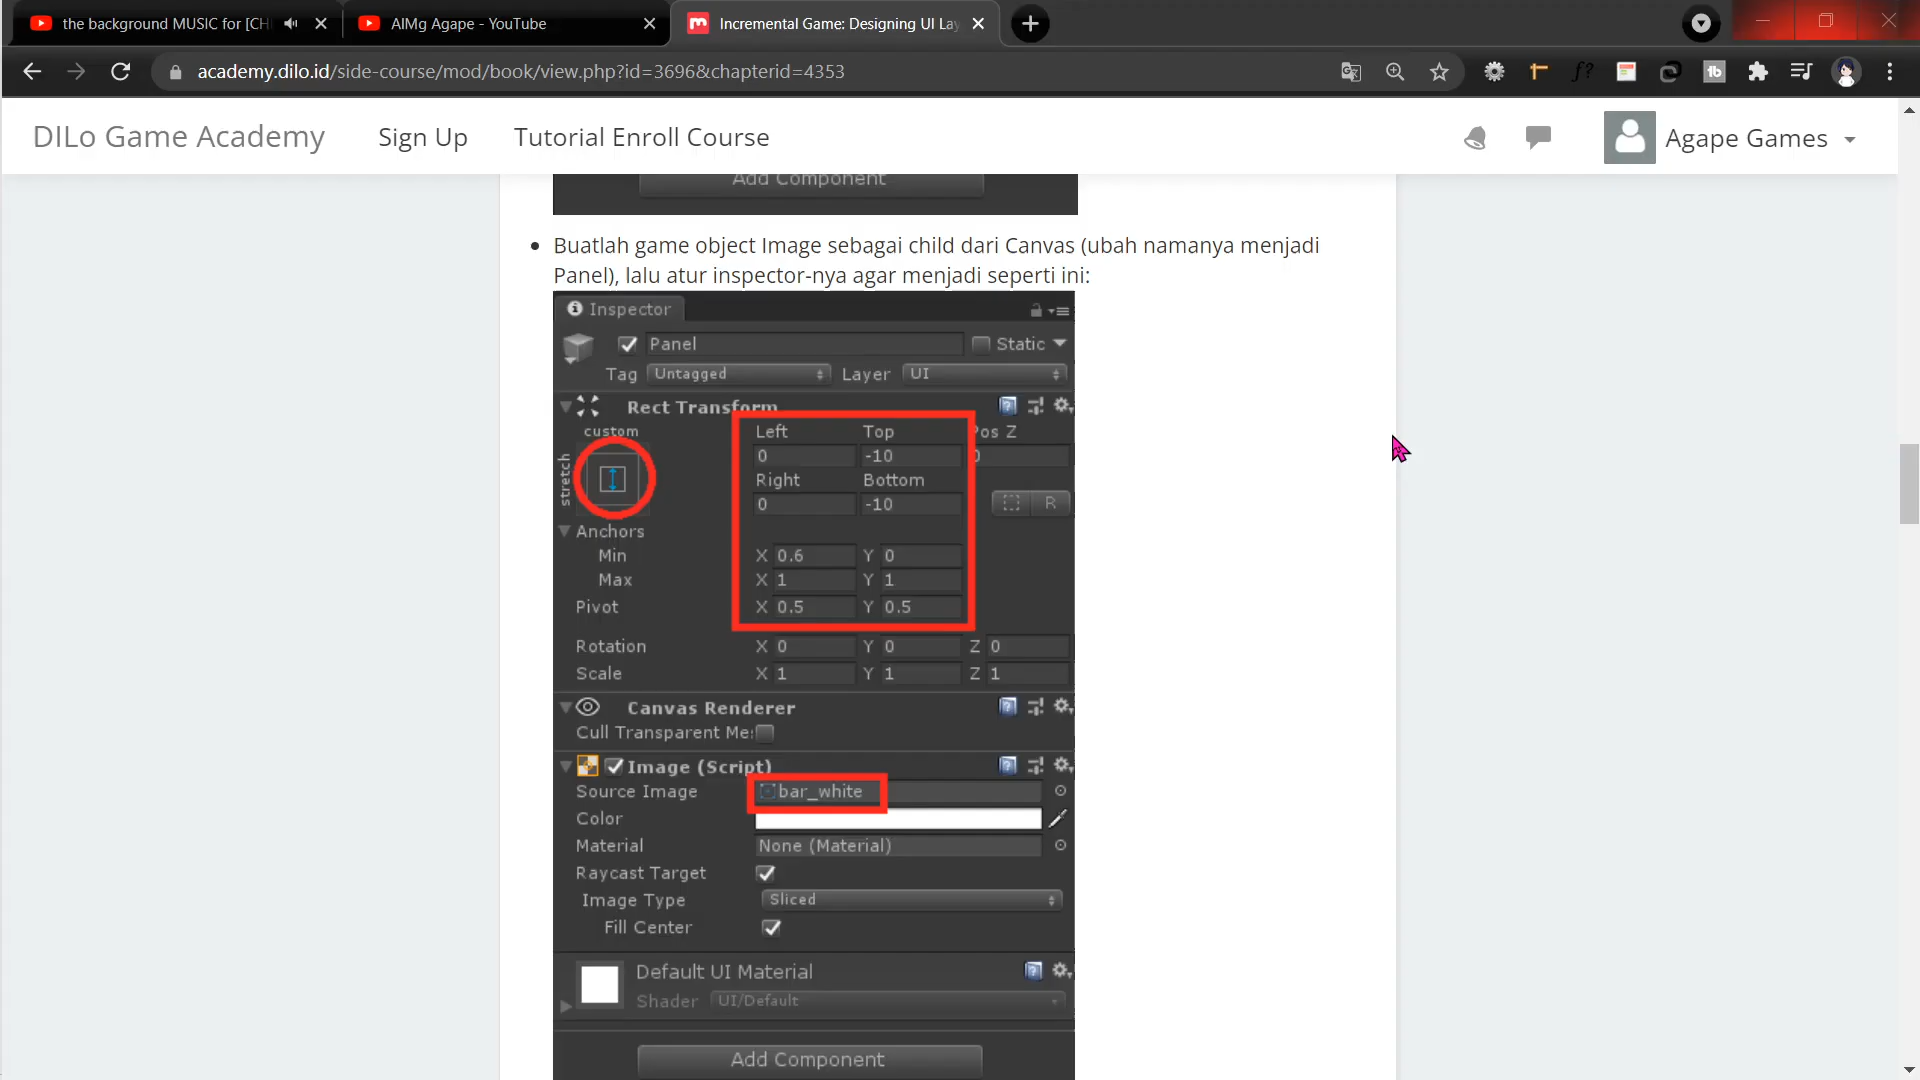 the background MUSIC for [CH
AIMg Agape - YouTube
Incremental Game: Designing UI Lay
academy.dilo.id/side-course/mod/book/view.php?id=3696&chapterid=4353
DILo Game Academy
Sign Up
Tutorial Enroll Course
Agape Games
Add Component
• Buatlah game object Image sebagai child dari Canvas (ubah namanya menjadi
Panel), lalu atur inspector-nya agar menjadi seperti ini:
Inspector
Panel Static
Tag Untagged Layer UI
Rect Transform
custom Left Top Pos Z
stretch 0 -10 0
Right Bottom
0 -10 R
Anchors
Min X 0.6 Y 0
Max X 1 Y 1
Pivot X 0.5 Y 0.5
Rotation X 0 Y 0 Z 0
Scale X 1 Y 1 Z 1
Canvas Renderer
Cull Transparent Me
Image (Script)
Source Image bar_white
Color
Material None (Material)
Raycast Target
Image Type Sliced
Fill Center
Default UI Material
Shader UI/Default
Add Component